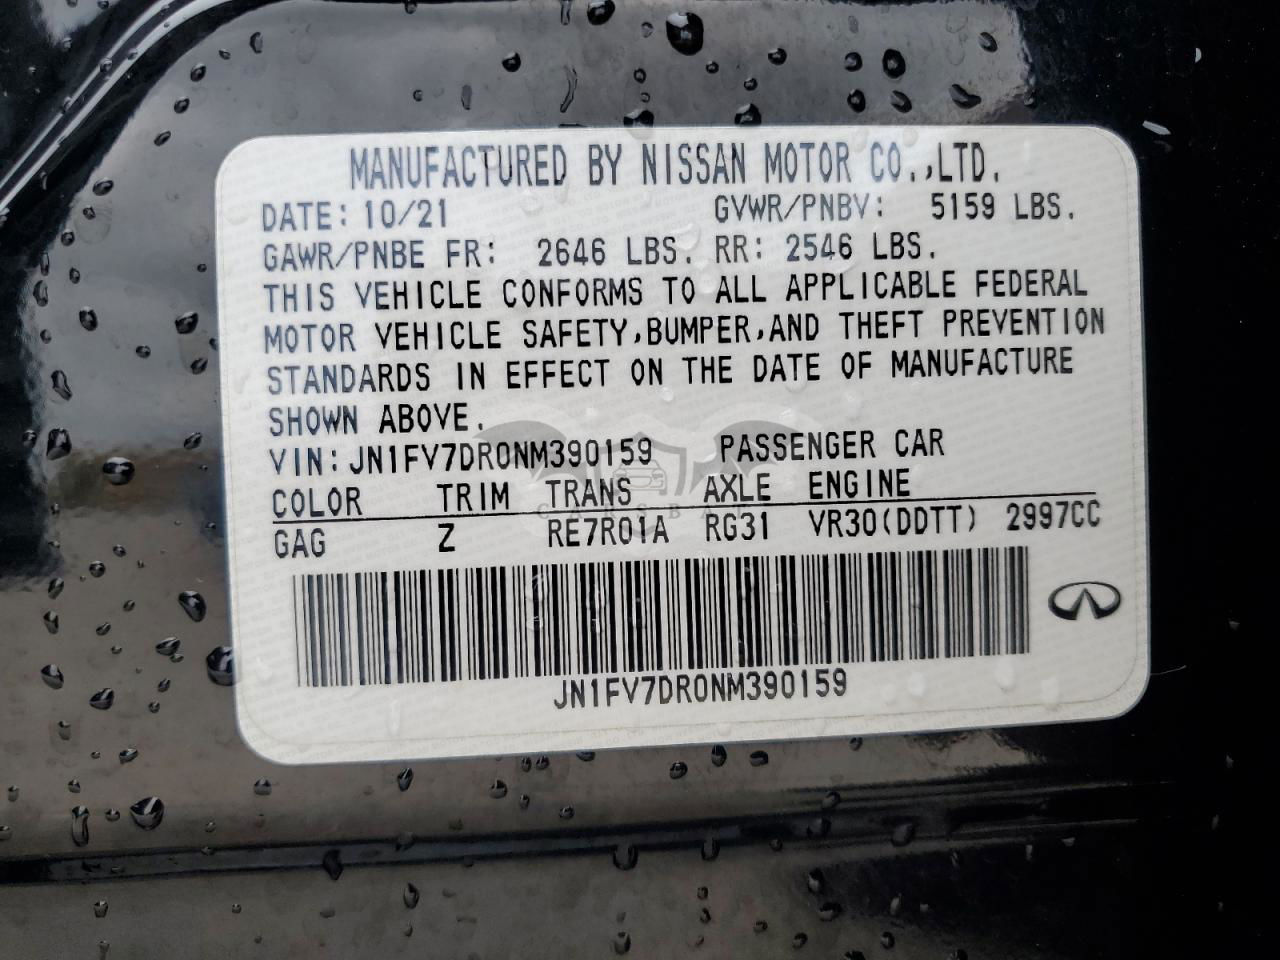 MANUFACTURED BY NISSAN MOTOR CO.,LTD.
DATE: 10/21 GVWR/PNBV: 5159 LBS.
GAWR/PNBE FR: 2646 LBS. RR: 2546 LBS.
THIS VEHICLE CONFORMS TO ALL APPLICABLE FEDERAL
MOTOR VEHICLE SAFETY,BUMPER,AND THEFT PREVENTION
STANDARDS IN EFFECT ON THE DATE OF MANUFACTURE
SHOWN ABOVE.
VIN:JN1FV7DR0NM390159 PASSENGER CAR
COLOR TRIM TRANS AXLE ENGINE
GAG Z RE7R01A RG31 VR30(DDTT) 2997CC
JN1FV7DR0NM390159